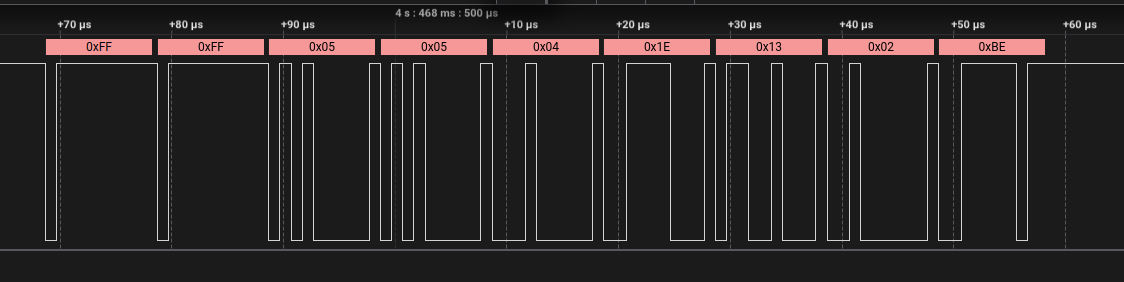 4 s : 468 ms : 500 µs
+70 µs +80 µs +90 µs +10 µs +20 µs +30 µs +40 µs +50 µs +60 µs
0xFF 0xFF 0x05 0x05 0x04 0x1E 0x13 0x02 0xBE